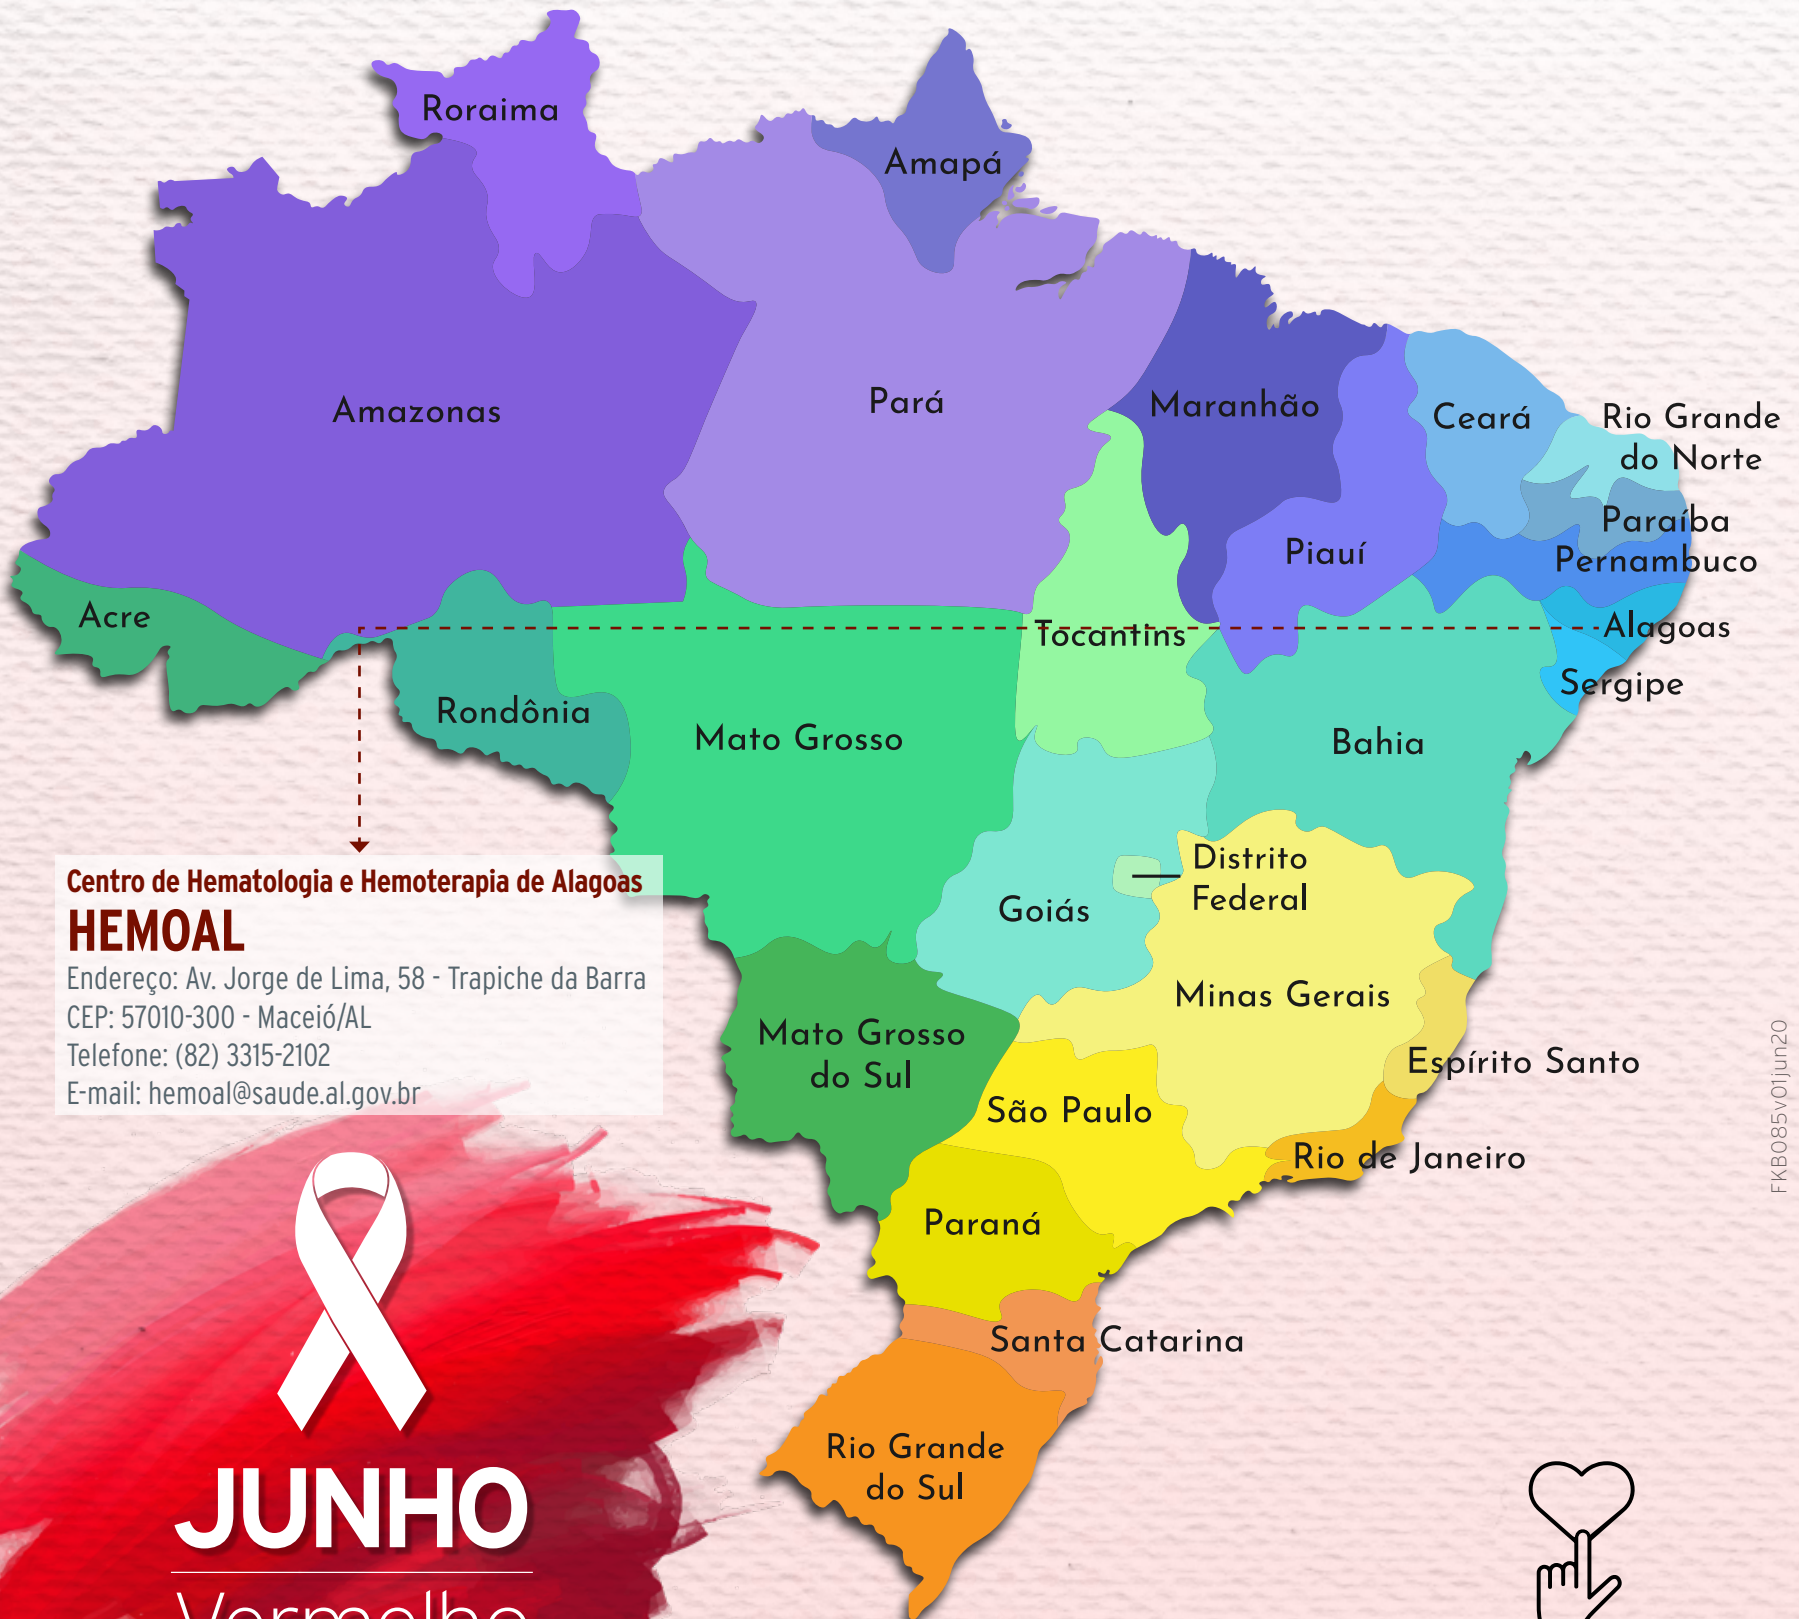 Roraima
Amapá
Amazonas
Pará
Maranhão
Ceará
Rio Grande
do Norte
Paraíba
Piauí
Pernambuco
Acre
Tocantins
Alagoas
Sergipe
Rondônia
Mato Grosso
Bahia
Distrito
Federal
Goiás
Centro de Hematologia e Hemoterapia de Alagoas
HEMOAL
Endereço: Av. Jorge de Lima, 58 - Trapiche da Barra
CEP: 57010-300 - Maceió/AL
Telefone: (82) 3315-2102
E-mail: hemoal@saude.al.gov.br
Minas Gerais
Mato Grosso
do Sul
Espírito Santo
São Paulo
Rio de Janeiro
Paraná
Santa Catarina
Rio Grande
do Sul
FKB085v01jun20
JUNHO
Vermelho